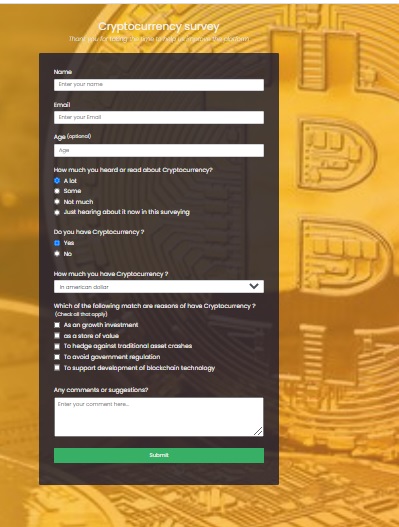 Cryptocurrency survey
Thank you for taking the time to help us improve the platform
Name
Enter your name
Email
Enter your Email
Age (optional)
Age
How much you heard or read about Cryptocurrency?
A lot
Some
Not much
Just hearing about it now in this surveying
Do you have Cryptocurrency ?
Yes
No
How much you have Cryptocurrency ?
In american dollar
Which of the following match are reasons of have Cryptocurrency ?
(Check all that apply)
As an growth investment
as a store of value
To hedge against traditional asset crashes
To avoid government regulation
To support development of blockchain technology
Any comments or suggestions?
Enter your comment here...
Submit